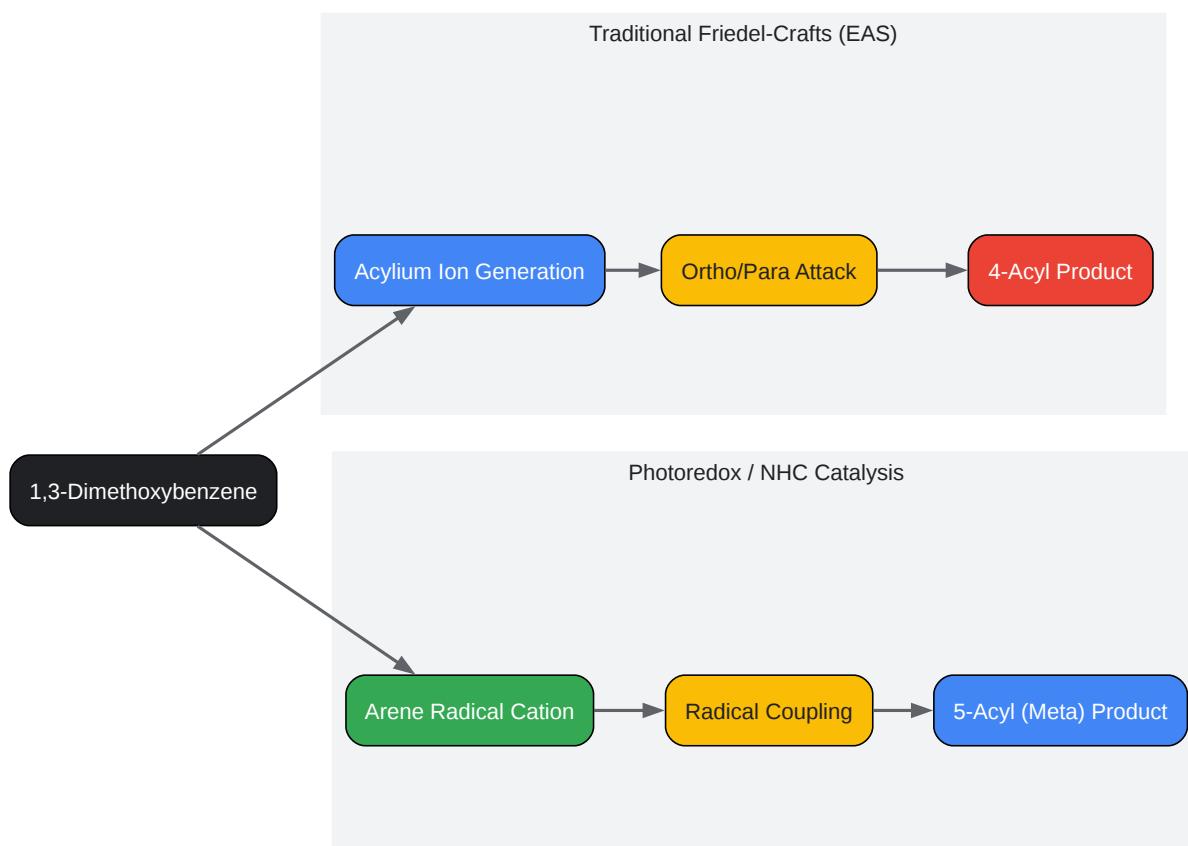 Traditional Friedel-Crafts (EAS)
Acylium Ion Generation
Ortho/Para Attack
4-Acyl Product
1,3-Dimethoxybenzene
Photoredox / NHC Catalysis
Arene Radical Cation
Radical Coupling
5-Acyl (Meta) Product